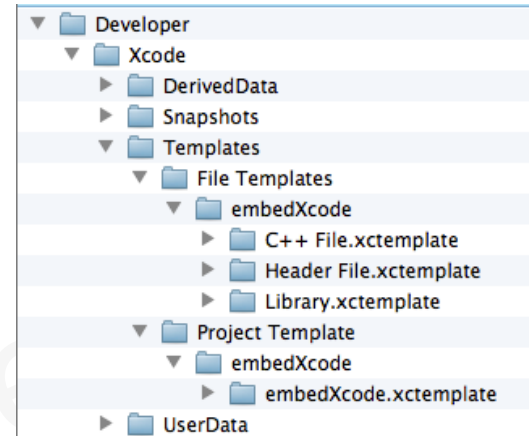 Developer
Xcode
DerivedData
Snapshots
Templates
File Templates
embedXcode
C++ File.xctemplate
Header File.xctemplate
Library.xctemplate
Project Template
embedXcode
embedXcode.xctemplate
UserData